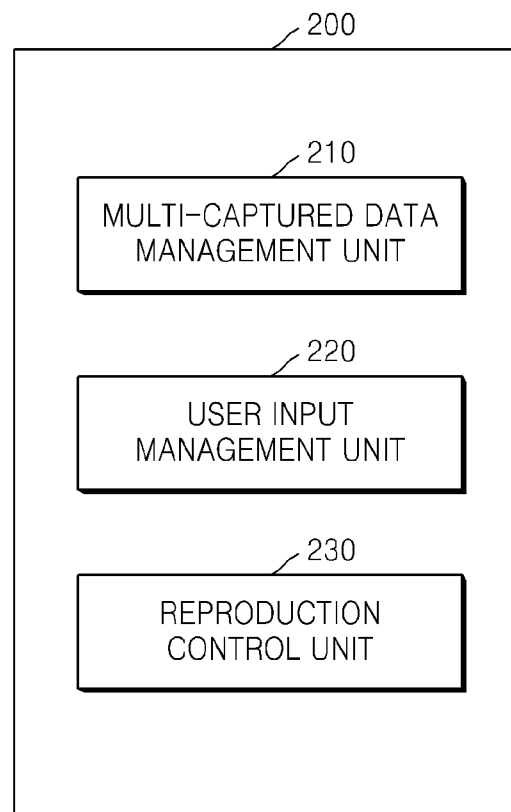 200
210
MULTI-CAPTURED DATA
MANAGEMENT UNIT
220
USER INPUT
MANAGEMENT UNIT
230
REPRODUCTION
CONTROL UNIT